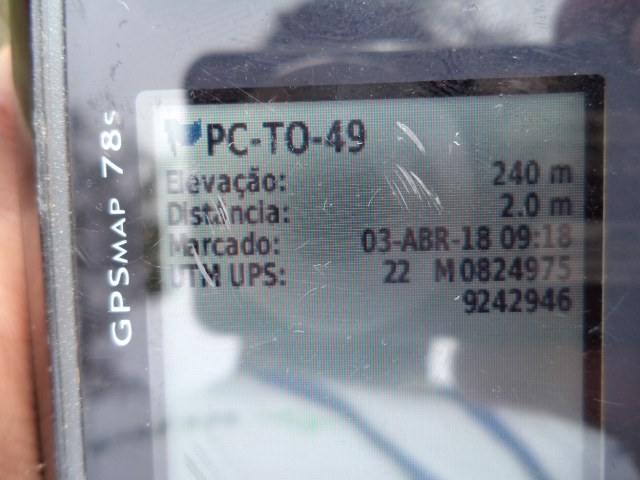 GPSMAP 78s
PC-TO-49
Elevação: 240 m
Distância: 2.0 m
Marcado: 03-ABR-18 09:18
UTM UPS: 22 M 0824975
9242946